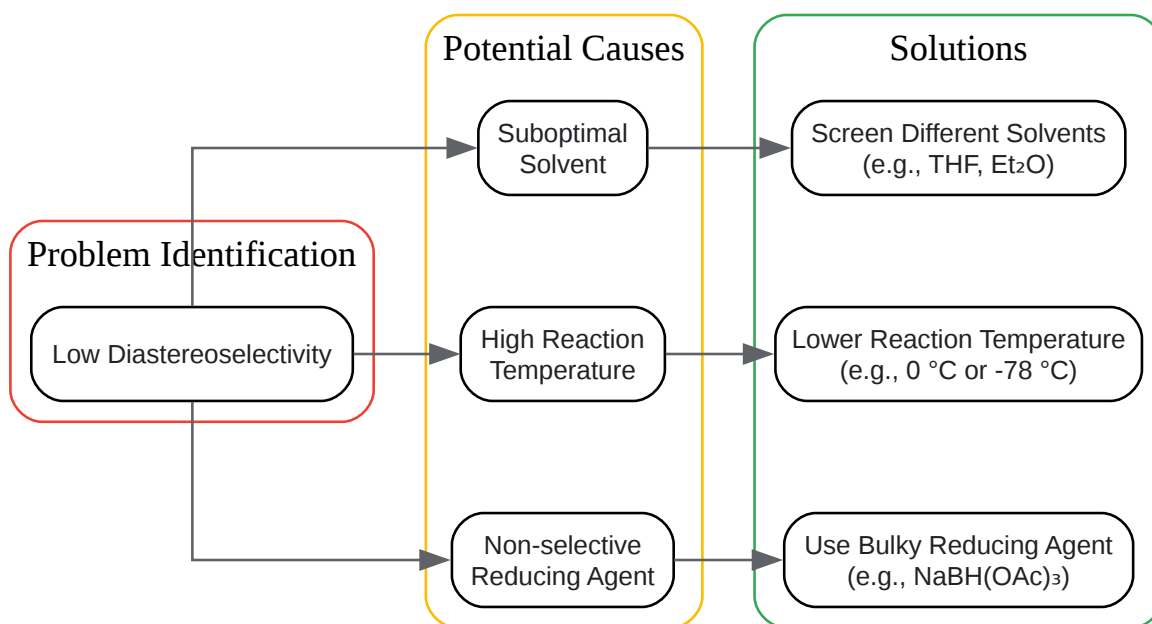 Problem Identification
Low Diastereoselectivity
Potential Causes
Suboptimal
Solvent
High Reaction
Temperature
Non-selective
Reducing Agent
Solutions
Screen Different Solvents
(e.g., THF, Et₂O)
Lower Reaction Temperature
(e.g., 0 °C or -78 °C)
Use Bulky Reducing Agent
(e.g., NaBH(OAc)₃)